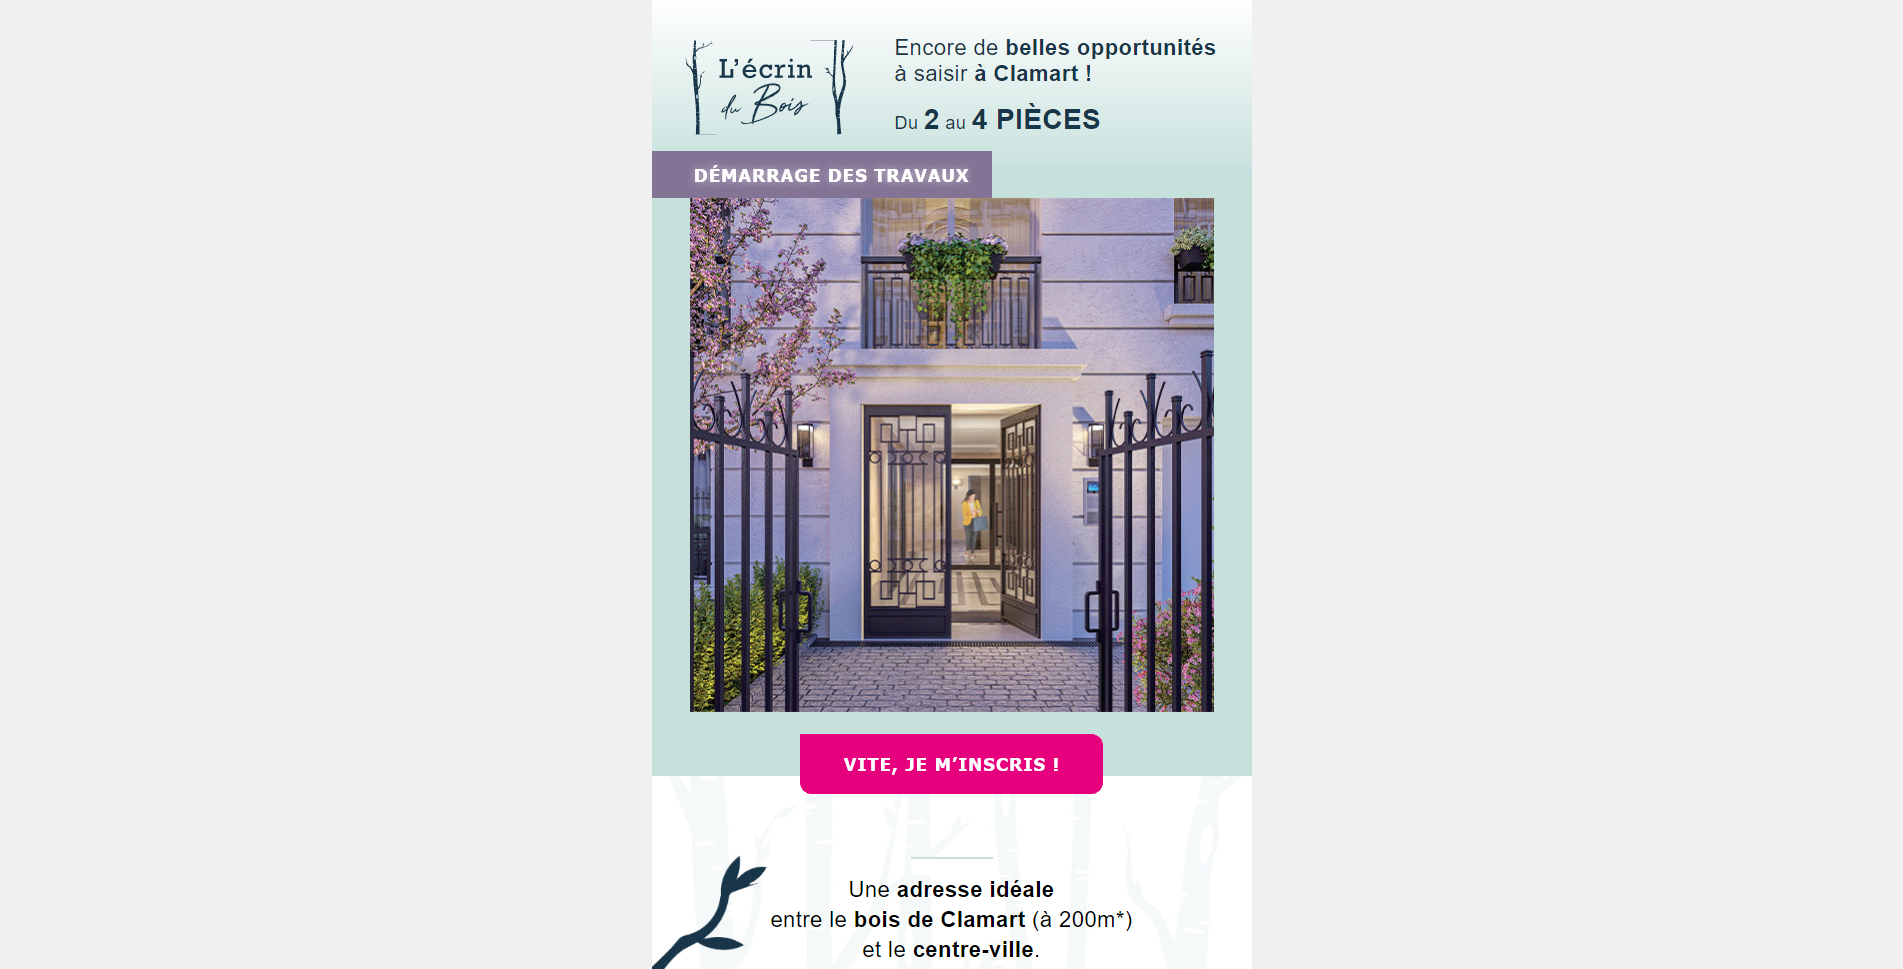 L'écrin
du Bois
Encore de belles opportunités
à saisir à Clamart !
Du 2 au 4 PIÈCES
DÉMARRAGE DES TRAVAUX
VITE, JE M’INSCRIS !
Une adresse idéale
entre le bois de Clamart (à 200m*)
et le centre-ville.